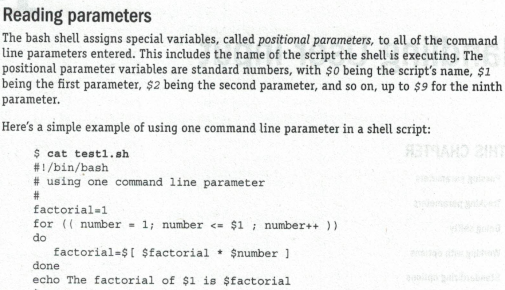 Reading parameters
The bash shell assigns special variables, called positional parameters, to all of the command
line parameters entered. This includes the name of the script the shell is executing. The
positional parameter variables are standard numbers, with $0 being the script's name, $1
being the first parameter, $2 being the second parameter, and so on, up to $9 for the ninth
parameter.
Here's a simple example of using one command line parameter in a shell script:
$ cat test1.sh
#!/bin/bash
# using one command line parameter
#
factorial=1
for (( number = 1; number <= $1 ; number++ ))
do
factorial=$[ $factorial * $number ]
done
echo The factorial of $1 is $factorial